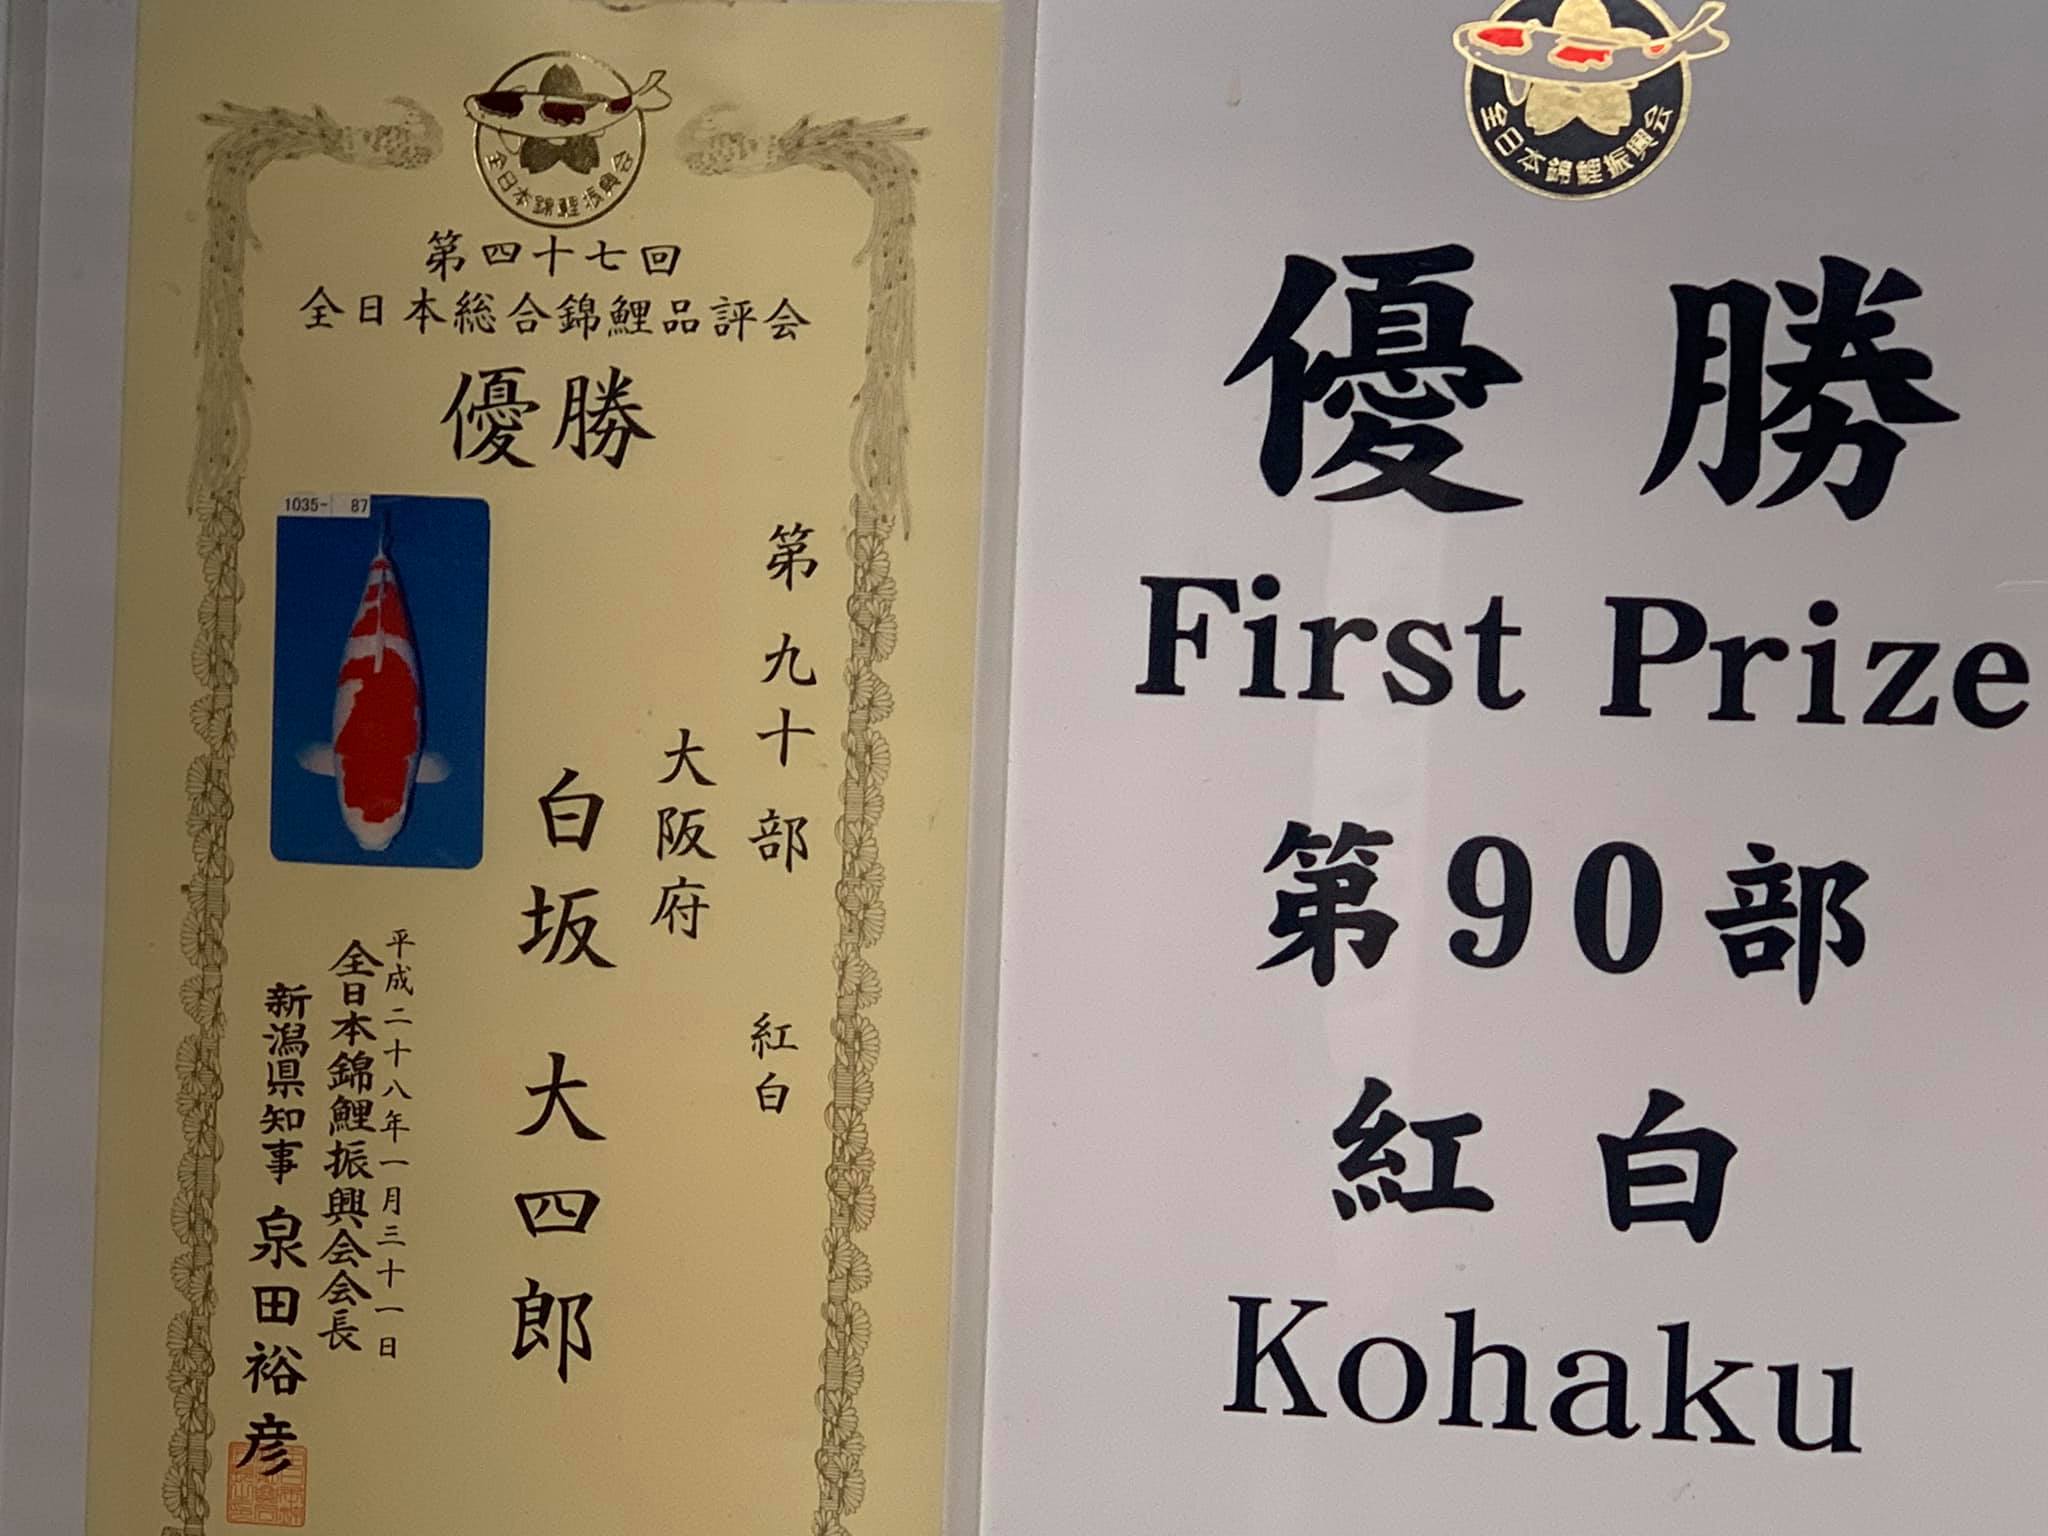 全日本錦鯉振興会
第四十七回
全日本総合錦鯉品評会
優勝
1035- 87
第九十部 紅白
大阪府
白坂 大四郎
平成二十八年一月三十一日
全日本錦鯉振興会会長
新潟県知事 泉田裕彦
全日本錦鯉振興会
優勝
First Prize
第90部
紅白
Kohaku